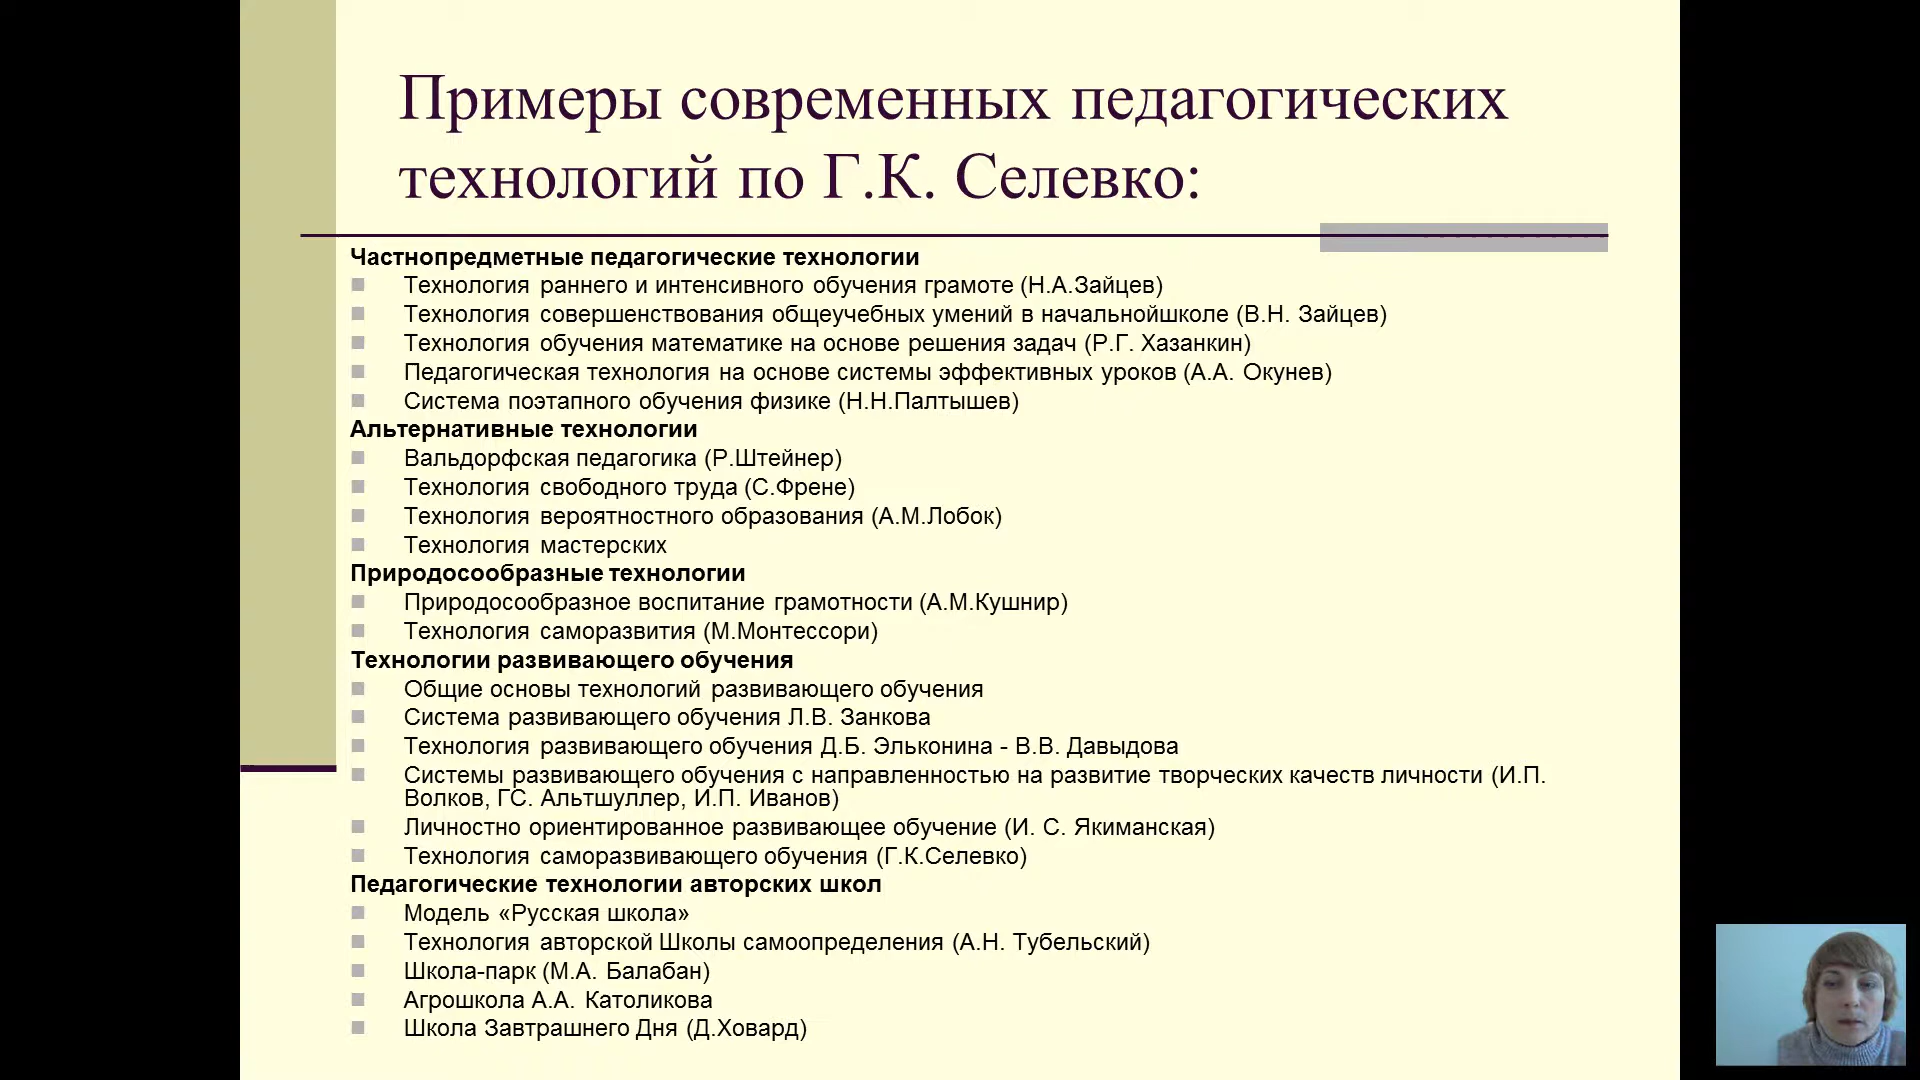 Примеры современных педагогических
технологий по Г.К. Селевко:
Частнопредметные педагогические технологии
Технология раннего и интенсивного обучения грамоте (Н.А.Зайцев)
Технология совершенствования общеучебных умений в начальнойшколе (В.Н. Зайцев)
Технология обучения математике на основе решения задач (Р.Г. Хазанкин)
Педагогическая технология на основе системы эффективных уроков (А.А. Окунев)
Система поэтапного обучения физике (Н.Н.Палтышев)
Альтернативные технологии
Вальдорфская педагогика (Р.Штейнер)
Технология свободного труда (С.Френе)
Технология вероятностного образования (А.М.Лобок)
Технология мастерских
Природосообразные технологии
Природосообразное воспитание грамотности (А.М.Кушнир)
Технология саморазвития (М.Монтессори)
Технологии развивающего обучения
Общие основы технологий развивающего обучения
Система развивающего обучения Л.В. Занкова
Технология развивающего обучения Д.Б. Эльконина - В.В. Давыдова
Системы развивающего обучения с направленностью на развитие творческих качеств личности (И.П.
Волков, ГС. Альтшуллер, И.П. Иванов)
Личностно ориентированное развивающее обучение (И. С. Якиманская)
Технология саморазвивающего обучения (Г.К.Селевко)
Педагогические технологии авторских школ
Модель «Русская школа»
Технология авторской Школы самоопределения (А.Н. Тубельский)
Школа-парк (М.А. Балабан)
Агрошкола А.А. Католикова
Школа Завтрашнего Дня (Д.Ховард)